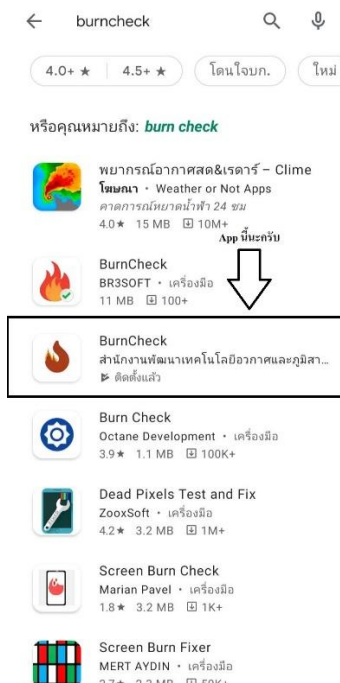 burncheck
4.0+ ★ 4.5+ ★ โดนใจบก. ใหม่
หรือคุณหมายถึง: burn check
พยากรณ์อากาศสด&เรดาร์ – Clime
โฆษณา • Weather or Not Apps
คาดการณ์หยาดน้ำฟ้า 24 ชม
4.0★ 15 MB 10M+
App นี้นะครับ
BurnCheck
BR3SOFT • เครื่องมือ
11 MB 100+
BurnCheck
สำนักงานพัฒนาเทคโนโลยีอวกาศและภูมิสา...
ติดตั้งแล้ว
Burn Check
Octane Development • เครื่องมือ
3.9★ 1.1 MB 100K+
Dead Pixels Test and Fix
ZooxSoft • เครื่องมือ
4.2★ 3.2 MB 1M+
Screen Burn Check
Marian Pavel • เครื่องมือ
1.8★ 3.2 MB 1K+
Screen Burn Fixer
MERT AYDIN • เครื่องมือ